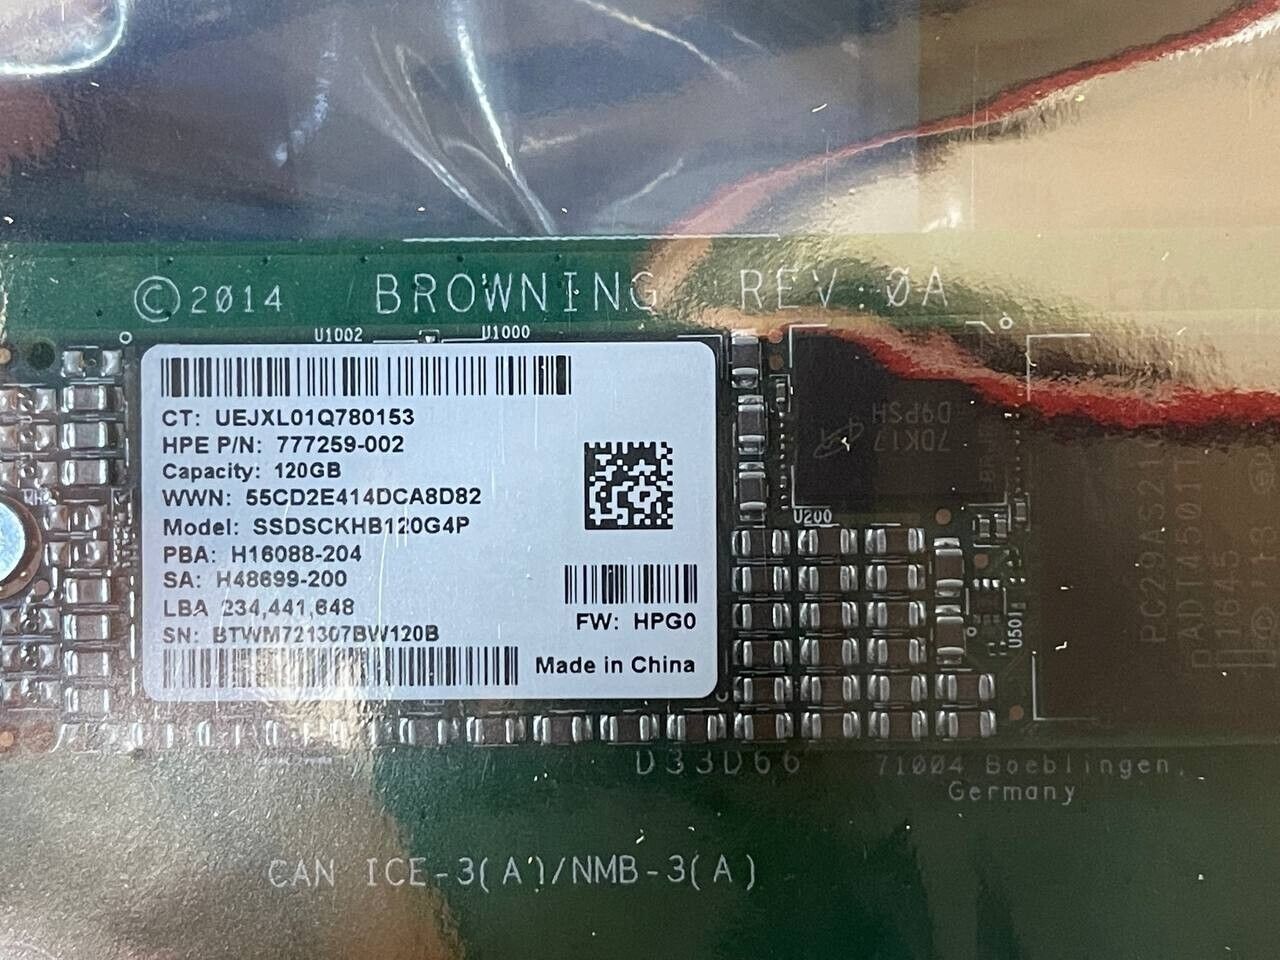 ©2014 BROWNING REV 0A
U1002 U1000
CT: UEJXL01Q780153
HPE P/N: 777259-002
Capacity: 120GB
WWN: 55CD2E414DCA8D82
Model: SSDSCKHB120G4P
PBA: H16088-204
SA: H48699-200
LBA 234,441,648
SN: BTWM721307BW120B
FW: HPG0
Made in China
7DK17
D9PSH
U200
U501
D33D66
71004 Boeblingen,
Germany
CAN ICE-3(A)/NMB-3(A)